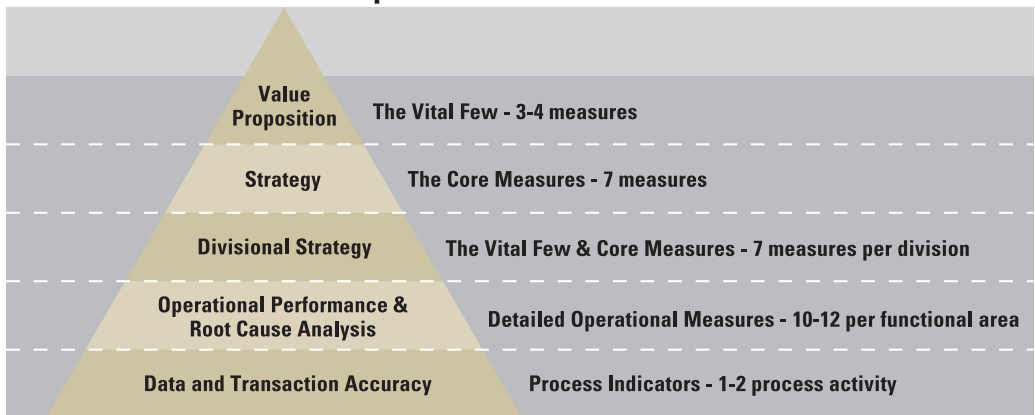 Value
Proposition
The Vital Few - 3-4 measures
Strategy
The Core Measures - 7 measures
Divisional Strategy
The Vital Few & Core Measures - 7 measures per division
Operational Performance &
Root Cause Analysis
Detailed Operational Measures - 10-12 per functional area
Data and Transaction Accuracy
Process Indicators - 1-2 process activity